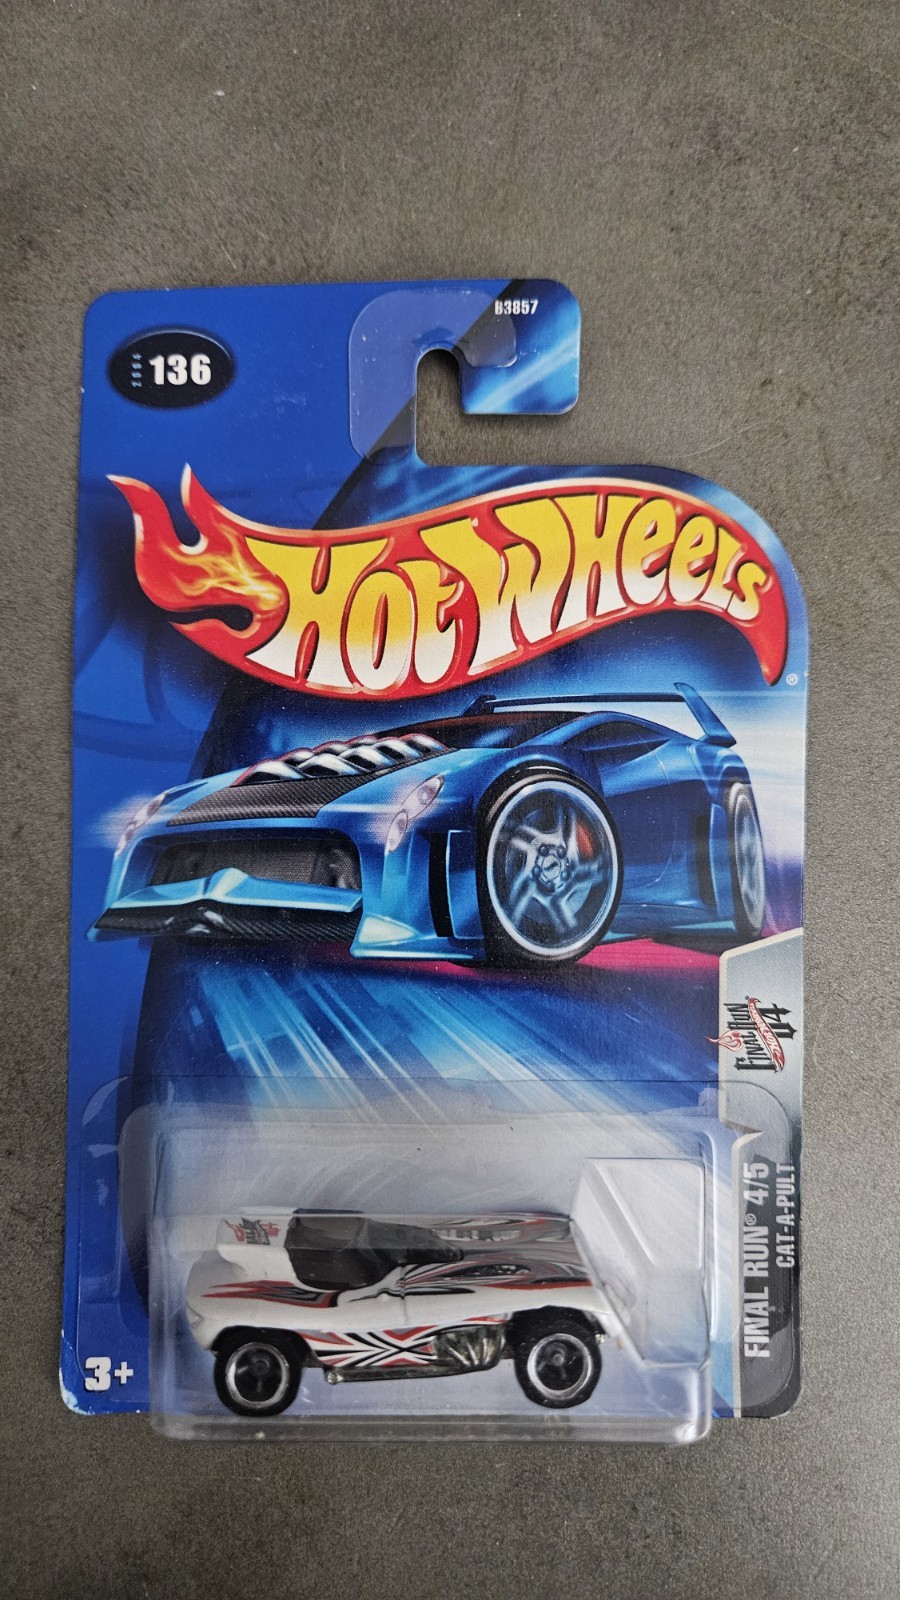 B3857
2004
136
HOT WHEELS
®
FINAL RUN
04
FINAL RUN® 4/5
CAT-A-PULT
3+